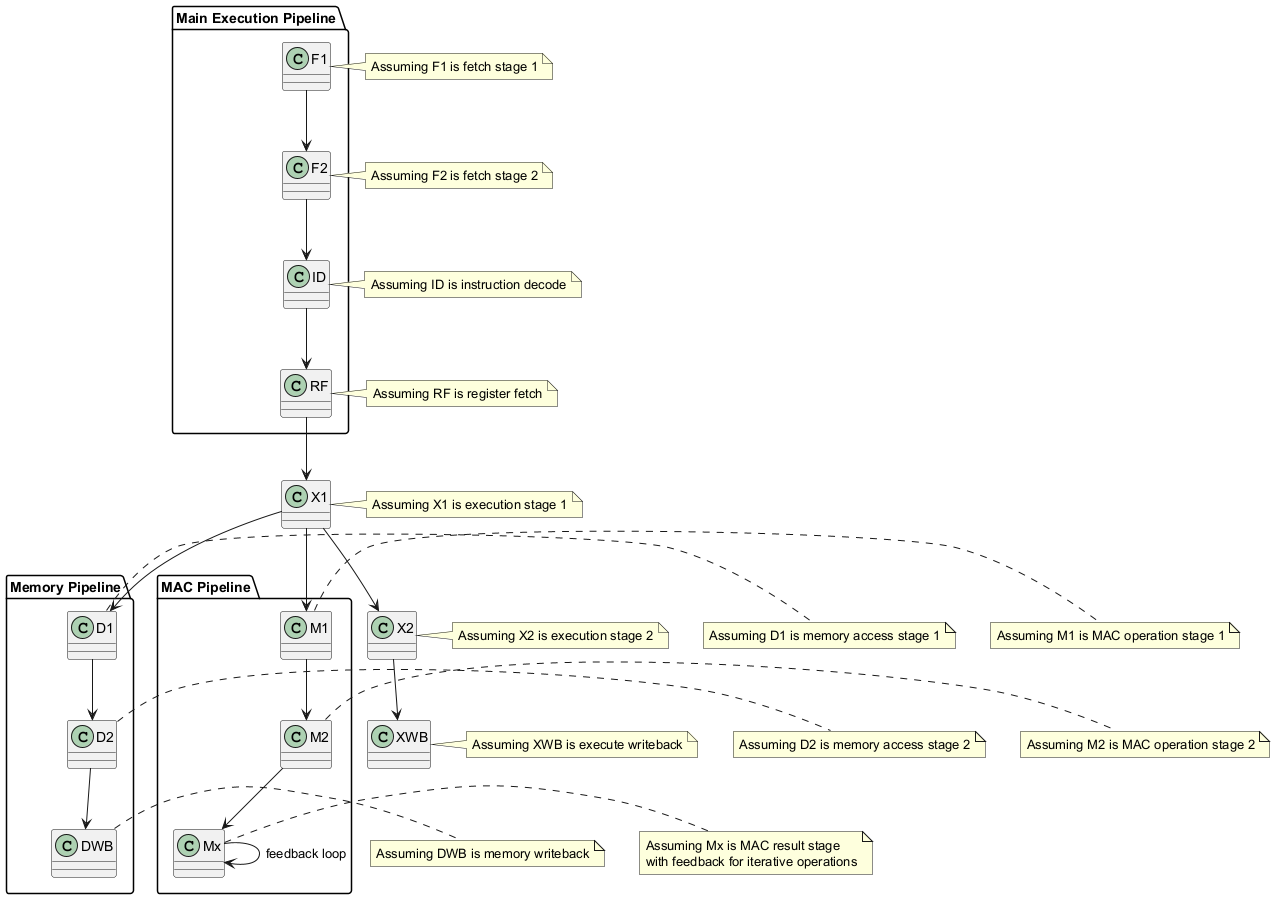 Main Execution Pipeline
C F1
Assuming F1 is fetch stage 1
C F2
Assuming F2 is fetch stage 2
C ID
Assuming ID is instruction decode
C RF
Assuming RF is register fetch
C X1
Assuming X1 is execution stage 1
Memory Pipeline
MAC Pipeline
C D1
C M1
C X2
Assuming X2 is execution stage 2
Assuming D1 is memory access stage 1
Assuming M1 is MAC operation stage 1
C D2
C M2
C XWB
Assuming XWB is execute writeback
Assuming D2 is memory access stage 2
Assuming M2 is MAC operation stage 2
C DWB
C Mx
feedback loop
Assuming DWB is memory writeback
Assuming Mx is MAC result stage
with feedback for iterative operations